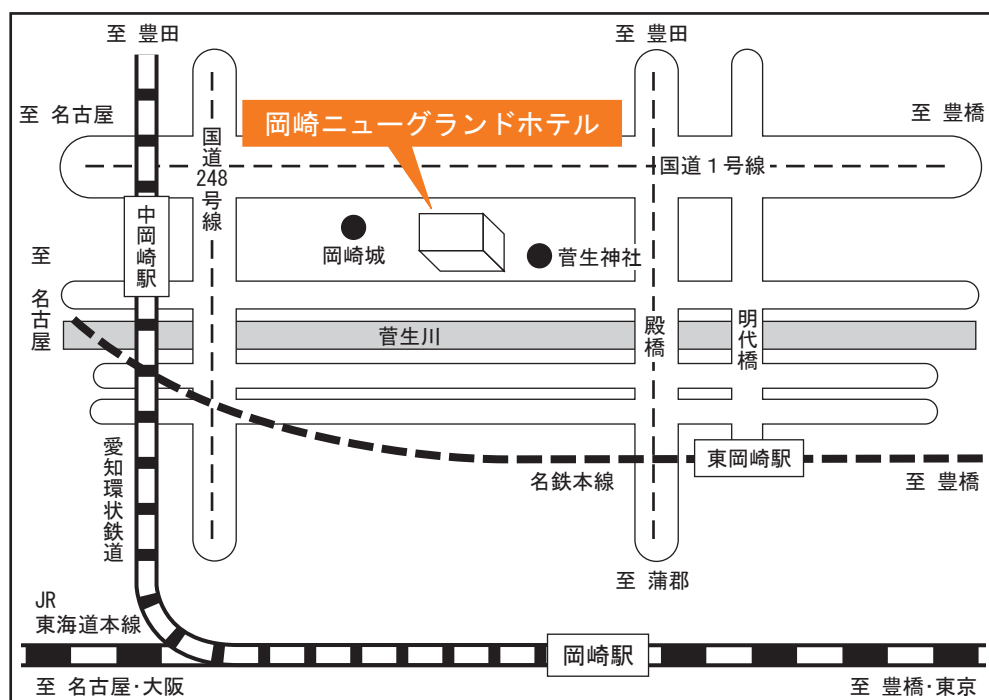 至 豊田
至 豊田
至 名古屋
岡崎ニューグランドホテル
至 豊橋
国道248号線
国道1号線
中岡崎駅
岡崎城
菅生神社
至 名古屋
菅生川
殿橋
明代橋
愛知環状鉄道
名鉄本線
東岡崎駅
至 豊橋
至 蒲郡
JR
東海道本線
岡崎駅
至 名古屋・大阪
至 豊橋・東京